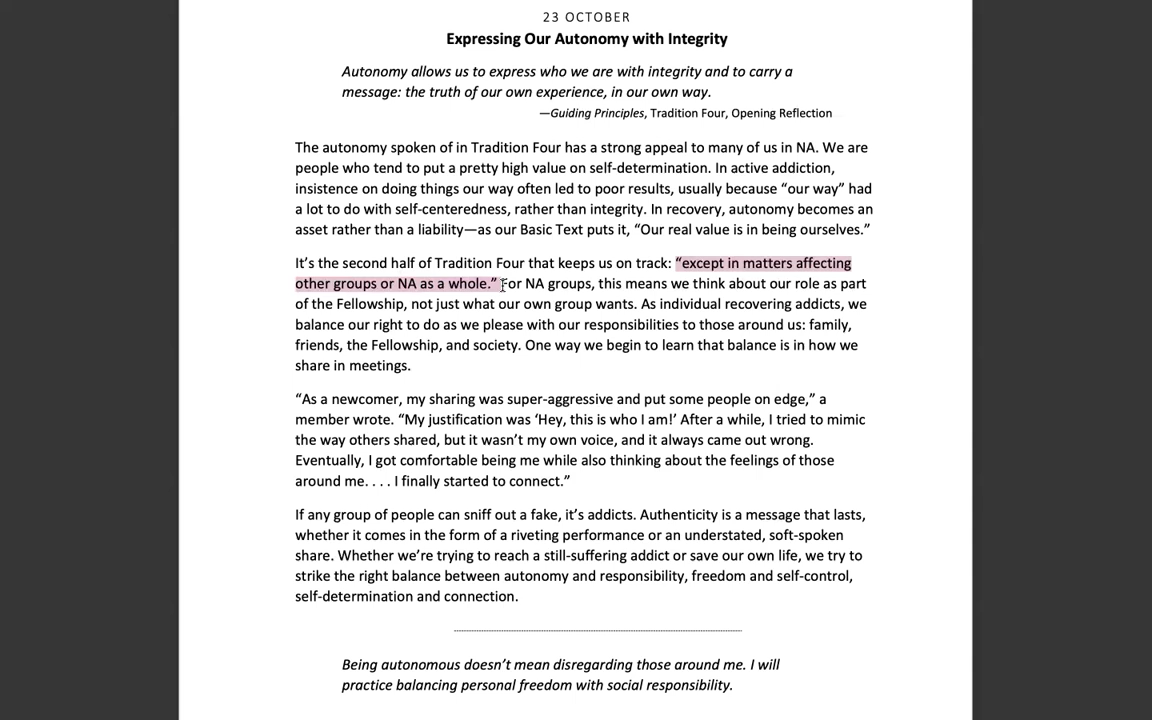 23 OCTOBER
Expressing Our Autonomy with Integrity
Autonomy allows us to express who we are with integrity and to carry a
message: the truth of our own experience, in our own way.
—Guiding Principles, Tradition Four, Opening Reflection
The autonomy spoken of in Tradition Four has a strong appeal to many of us in NA. We are
people who tend to put a pretty high value on self-determination. In active addiction,
insistence on doing things our way often led to poor results, usually because “our way” had
a lot to do with self-centeredness, rather than integrity. In recovery, autonomy becomes an
asset rather than a liability—as our Basic Text puts it, “Our real value is in being ourselves.”
It’s the second half of Tradition Four that keeps us on track: “except in matters affecting
other groups or NA as a whole.” For NA groups, this means we think about our role as part
of the Fellowship, not just what our own group wants. As individual recovering addicts, we
balance our right to do as we please with our responsibilities to those around us: family,
friends, the Fellowship, and society. One way we begin to learn that balance is in how we
share in meetings.
“As a newcomer, my sharing was super-aggressive and put some people on edge,” a
member wrote. “My justification was ‘Hey, this is who I am!’ After a while, I tried to mimic
the way others shared, but it wasn’t my own voice, and it always came out wrong.
Eventually, I got comfortable being me while also thinking about the feelings of those
around me. . . . I finally started to connect.”
If any group of people can sniff out a fake, it’s addicts. Authenticity is a message that lasts,
whether it comes in the form of a riveting performance or an understated, soft-spoken
share. Whether we’re trying to reach a still-suffering addict or save our own life, we try to
strike the right balance between autonomy and responsibility, freedom and self-control,
self-determination and connection.
Being autonomous doesn’t mean disregarding those around me. I will
practice balancing personal freedom with social responsibility.